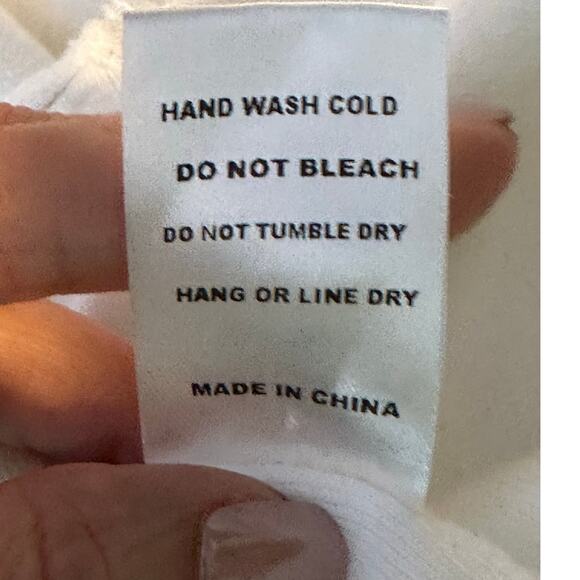 HAND WASH COLD
DO NOT BLEACH
DO NOT TUMBLE DRY
HANG OR LINE DRY
MADE IN CHINA